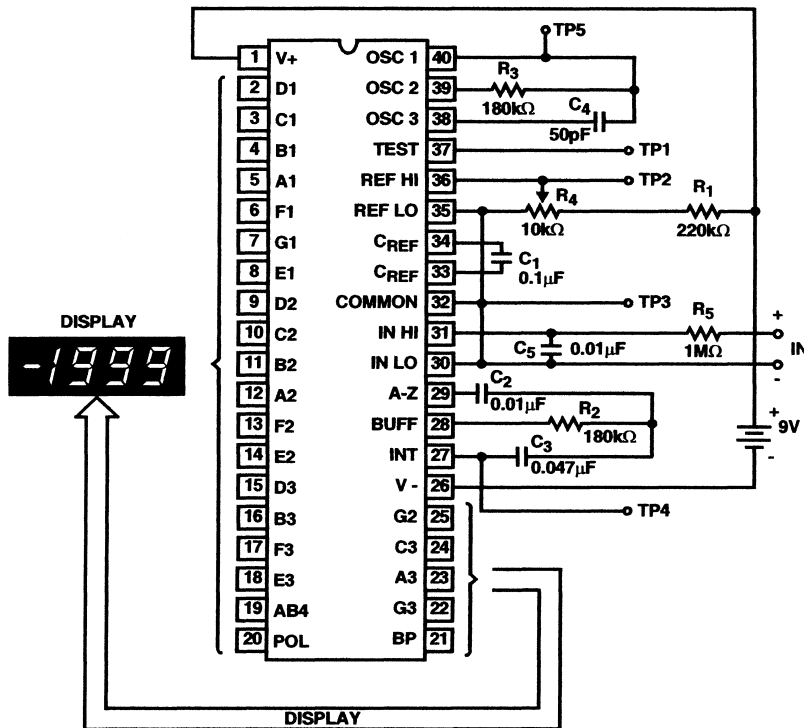 TP5
1 V+ OSC 1 40
2 D1 OSC 2 39 R3 180kΩ
3 C1 OSC 3 38 C4 50pF
4 B1 TEST 37 TP1
5 A1 REF HI 36 TP2
6 F1 REF LO 35 R4 10kΩ R1 220kΩ
7 G1 CREF 34
8 E1 CREF 33 C1 0.1μF
9 D2 COMMON 32 TP3
10 C2 IN HI 31 R5 1MΩ + IN
11 B2 IN LO 30 C5 0.01μF -
12 A2 A-Z 29 C2 0.01μF
13 F2 BUFF 28 R2 180kΩ
14 E2 INT 27 C3 0.047μF
15 D3 V - 26 + 9V -
16 B3 G2 25 TP4
17 F3 C3 24
18 E3 A3 23
19 AB4 G3 22
20 POL BP 21
DISPLAY
-1999
DISPLAY